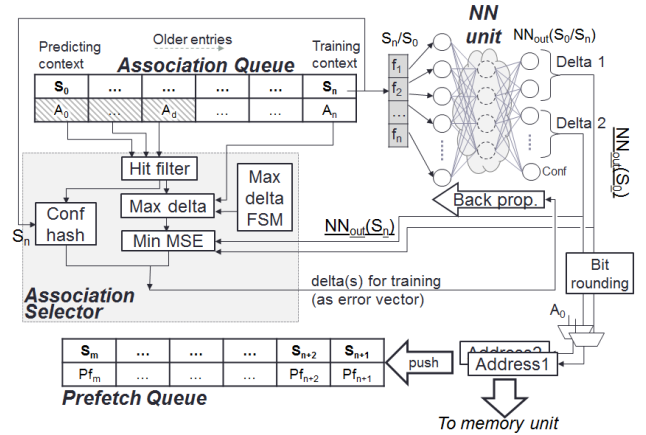 Predicting
context
Older entries
Association Queue
Training
context
S0 … … … … Sn
A0 … Ad … … An
Sn/S0
f1
f2
...
fn
NN
unit
NNout(S0/Sn)
Delta 1
Delta 2
Conf
NNout(S0)
Hit filter
Max delta
Max
delta
FSM
Conf
hash
Min MSE
Sn
Association
Selector
Back prop.
NNout(Sn)
delta(s) for training
(as error vector)
Bit
rounding
A0
Sm … … … Sn+2 Sn+1
Pfm … … … Pfn+2 Pfn+1
Prefetch Queue
push
Address2
Address1
To memory unit